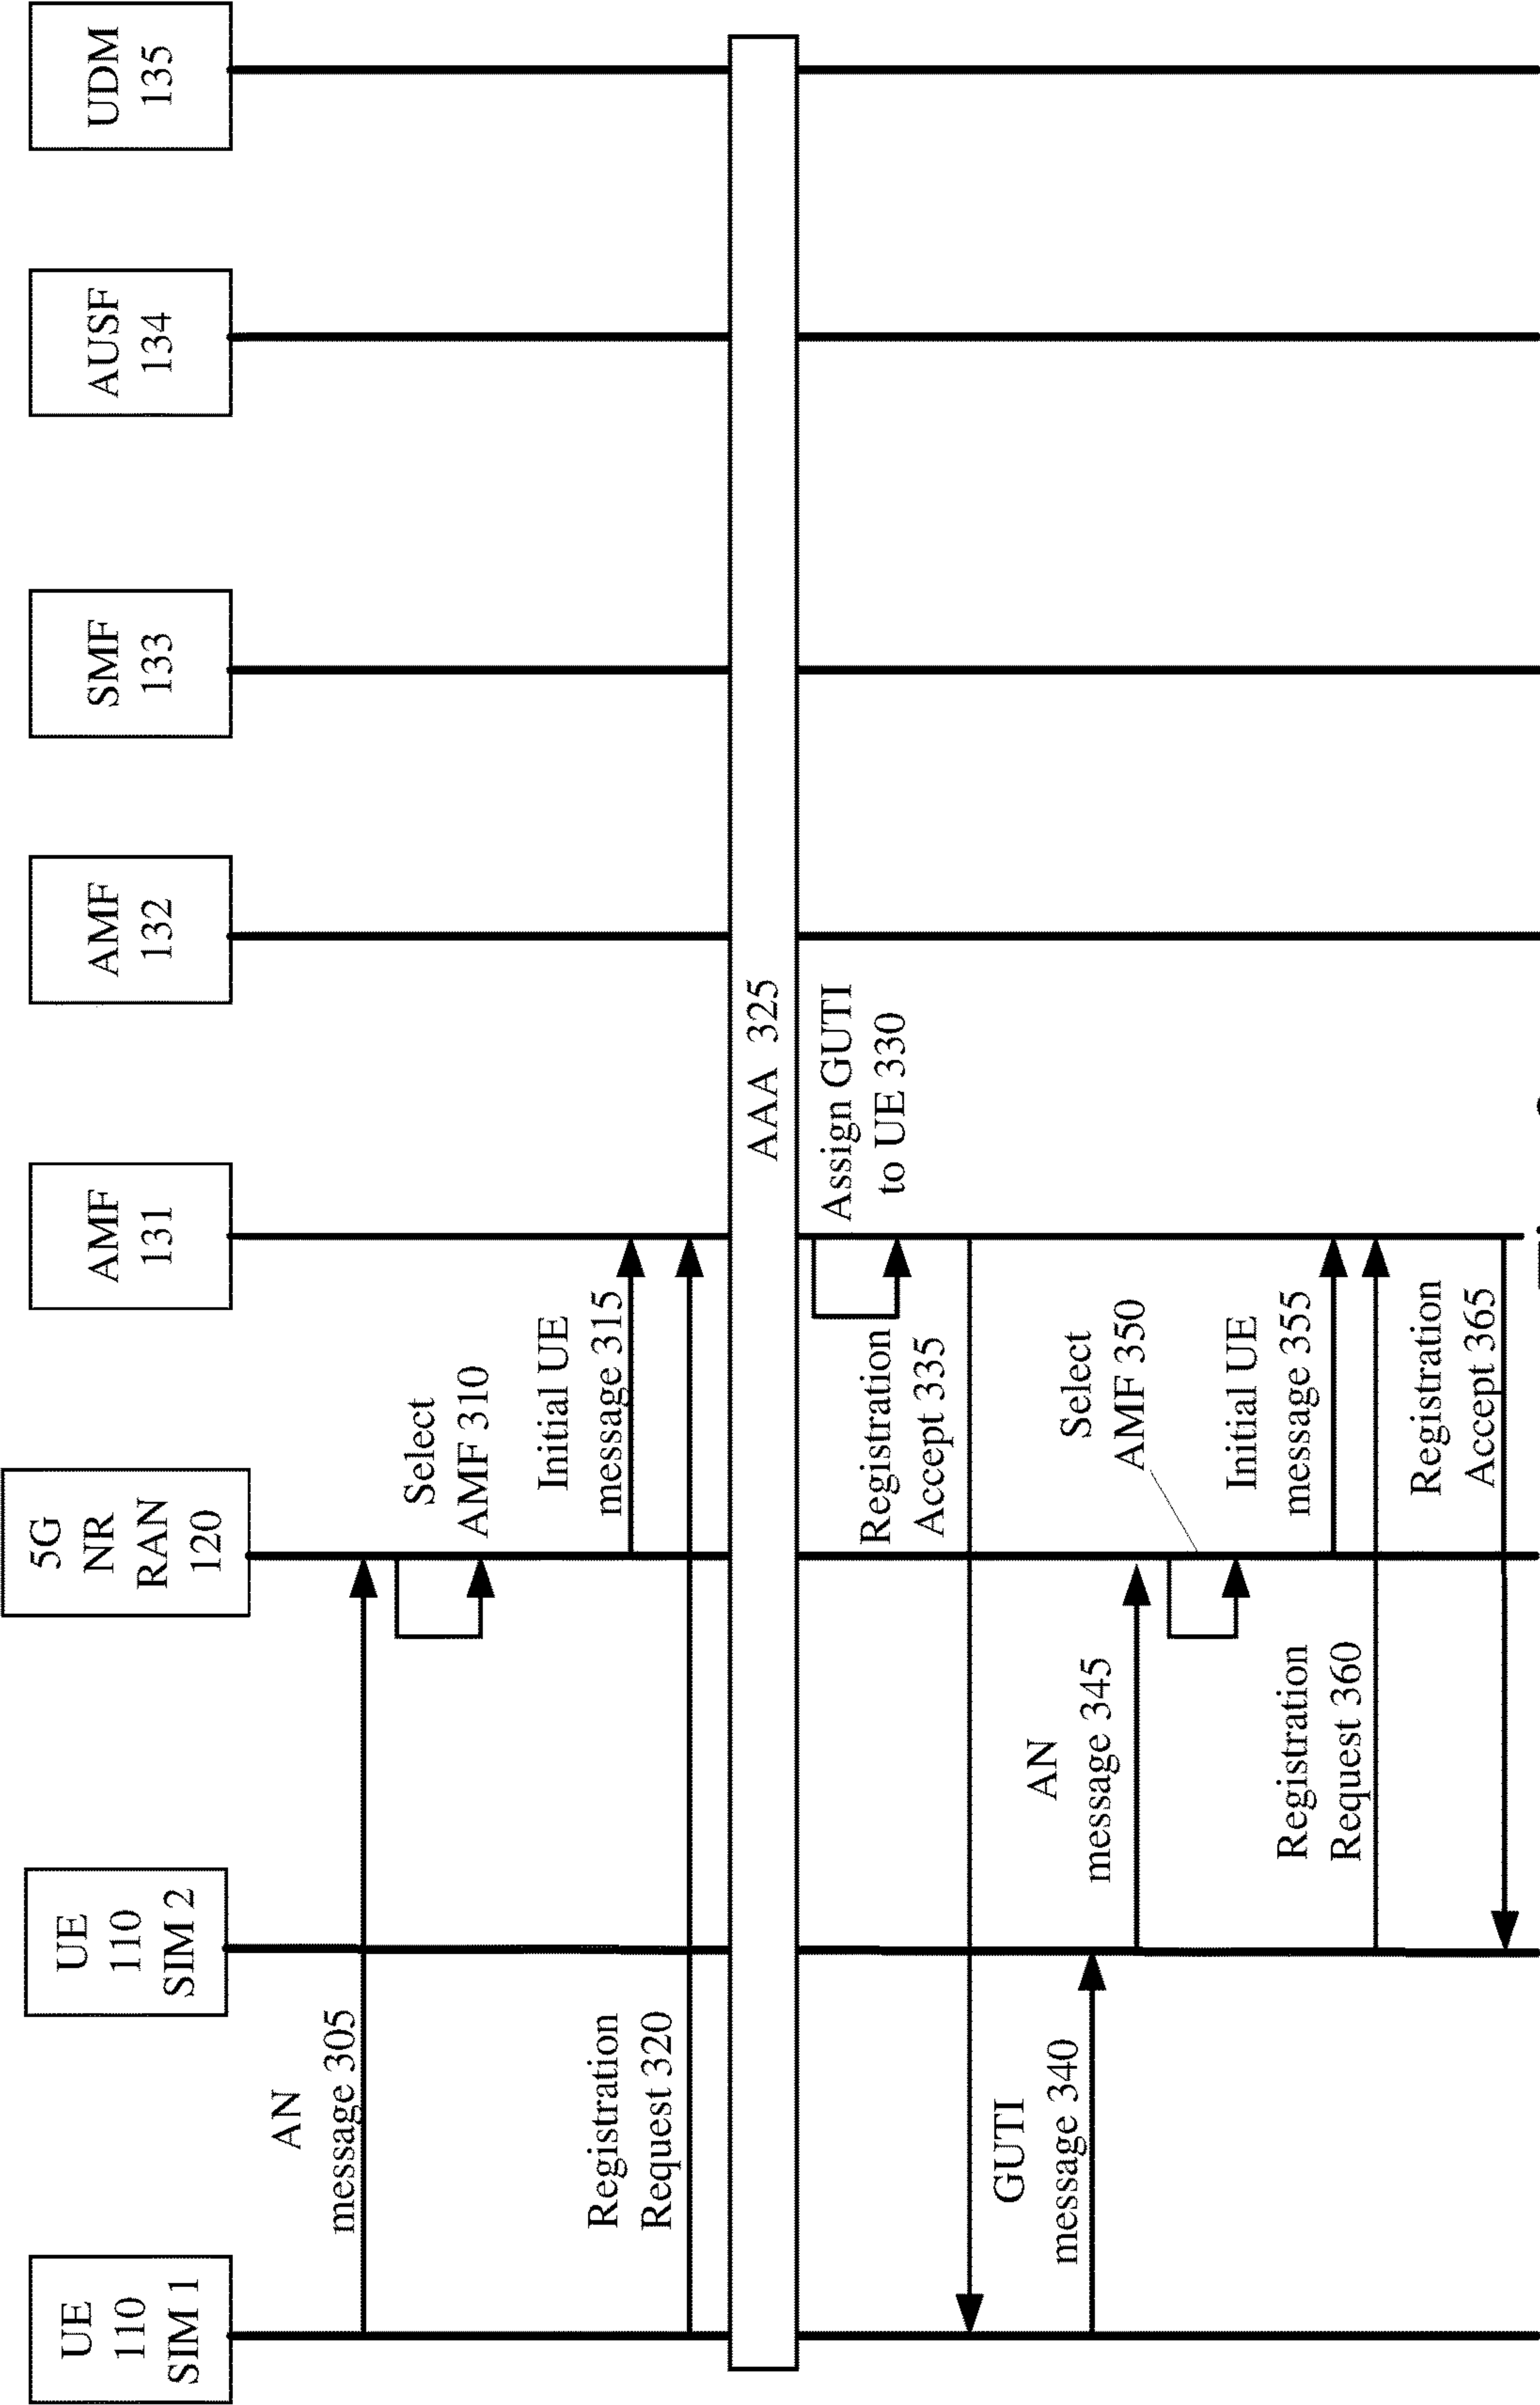 UE
110
SIM 1
UE
110
SIM 2
5G
NR
RAN
120
AMF
131
AMF
132
SMF
133
AUSF
134
UDM
135
AN
message 305
Select
AMF 310
Initial UE
message 315
Registration
Request 320
AAA 325
Assign GUTI
to UE 330
Registration
Accept 335
GUTI
message 340
AN
message 345
Select
AMF 350
Initial UE
message 355
Registration
Request 360
Registration
Accept 365